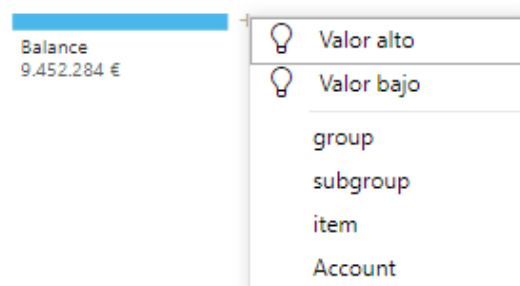 Balance
9.452.284 €
Valor alto
Valor bajo
group
subgroup
item
Account